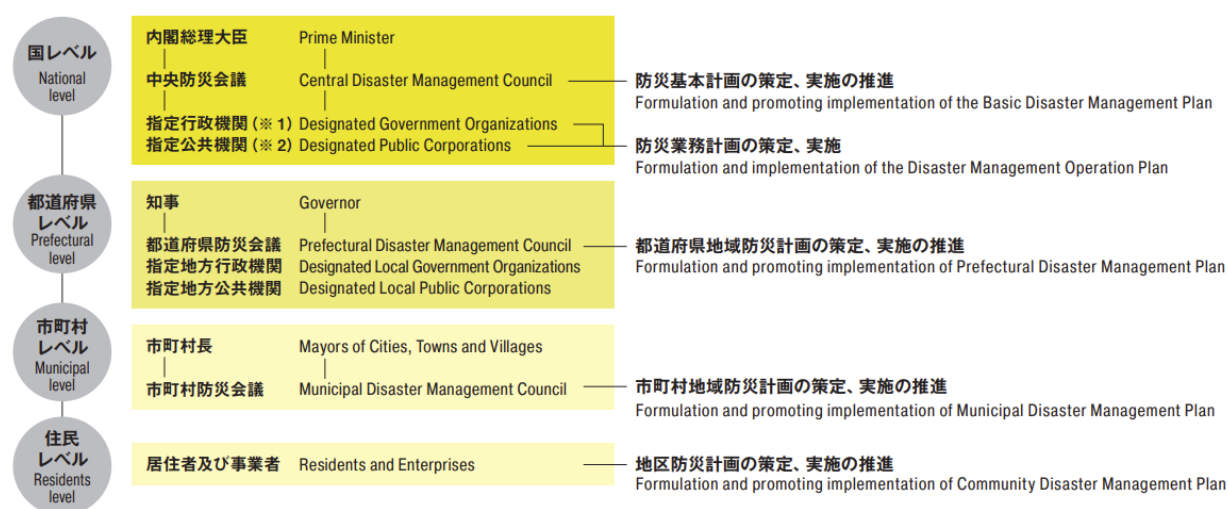 国レベル
National
level
内閣総理大臣 Prime Minister
中央防災会議 Central Disaster Management Council
防災基本計画の策定、実施の推進
Formulation and promoting implementation of the Basic Disaster Management Plan
指定行政機関(※1) Designated Government Organizations
指定公共機関(※2) Designated Public Corporations
防災業務計画の策定、実施
Formulation and implementation of the Disaster Management Operation Plan
都道府県
レベル
Prefectural
level
知事 Governor
都道府県防災会議 Prefectural Disaster Management Council
指定地方行政機関 Designated Local Government Organizations
指定地方公共機関 Designated Local Public Corporations
都道府県地域防災計画の策定、実施の推進
Formulation and promoting implementation of Prefectural Disaster Management Plan
市町村
レベル
Municipal
level
市町村長 Mayors of Cities, Towns and Villages
市町村防災会議 Municipal Disaster Management Council
市町村地域防災計画の策定、実施の推進
Formulation and promoting implementation of Municipal Disaster Management Plan
住民
レベル
Residents
level
居住者及び事業者 Residents and Enterprises
地区防災計画の策定、実施の推進
Formulation and promoting implementation of Community Disaster Management Plan